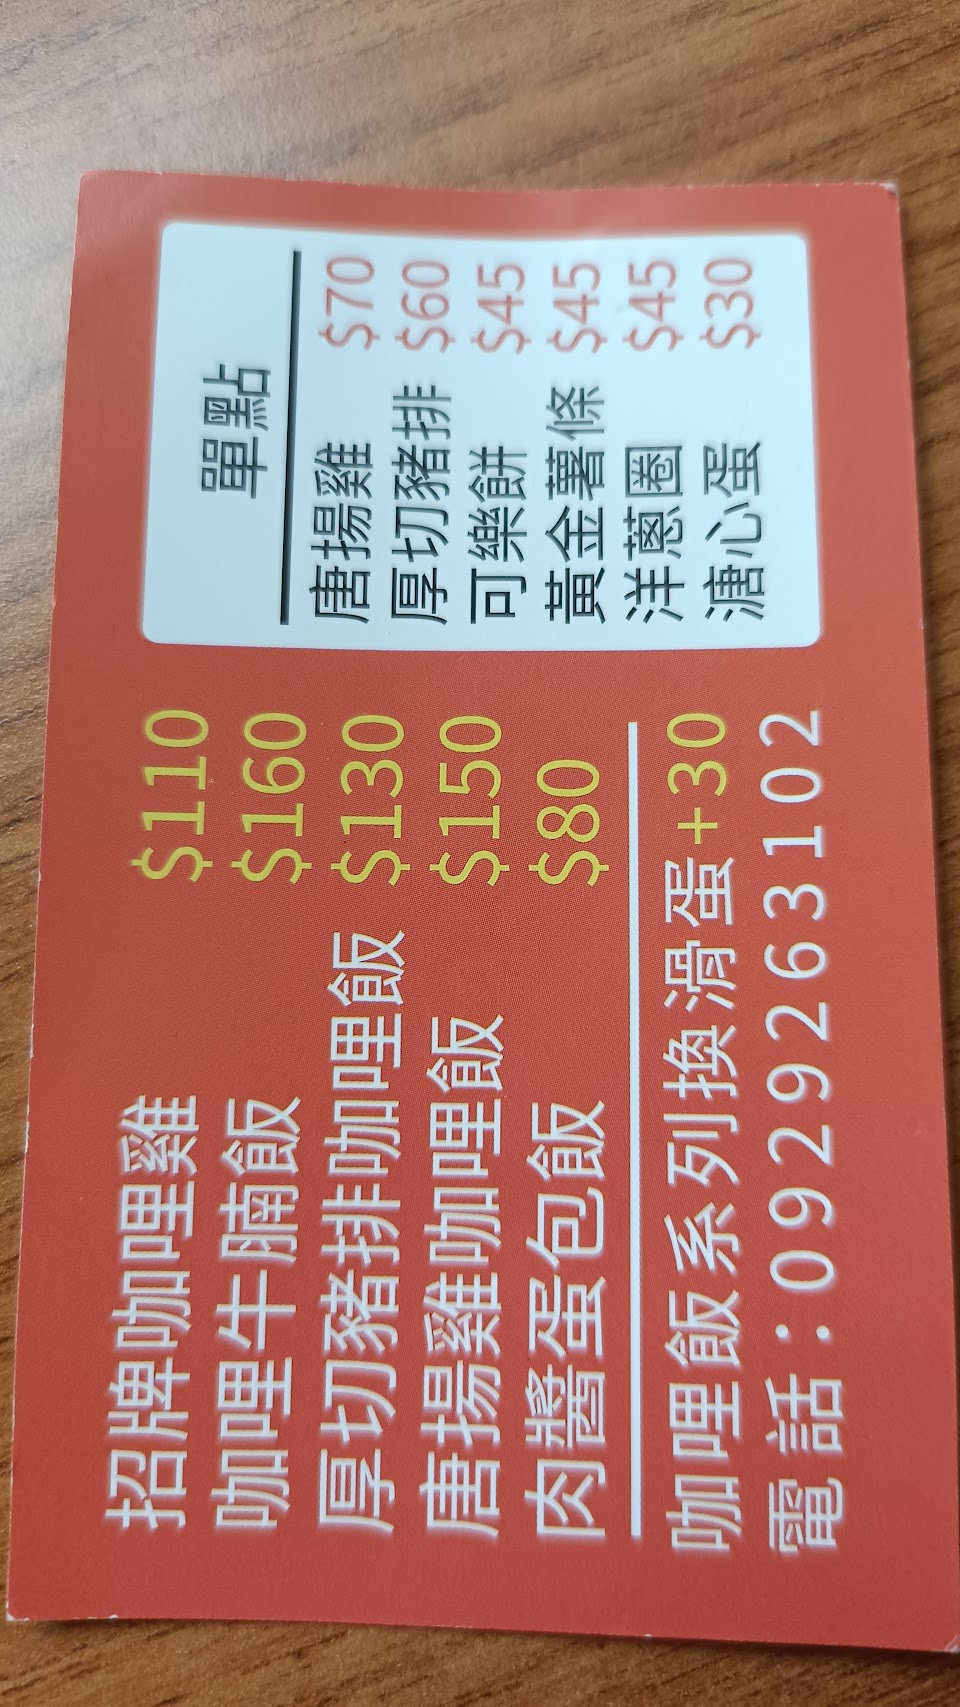 招牌咖哩雞 $110
咖哩牛腩飯 $160
厚切豬排咖哩飯 $130
唐揚雞咖哩飯 $150
肉醬蛋包飯 $80
咖哩飯系列換滑蛋+30
電話：0929263102
單點
唐揚雞 $70
厚切豬排 $60
可樂餅 $45
黃金薯條 $45
洋蔥圈 $45
溏心蛋 $30